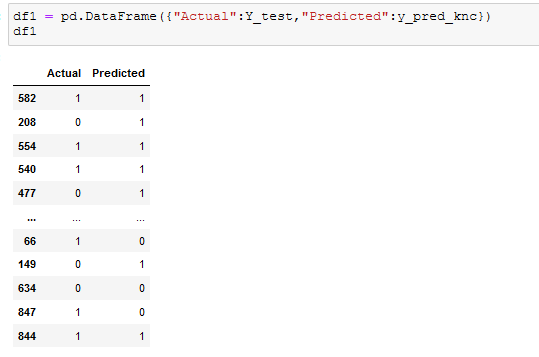 df1 = pd.DataFrame({"Actual":Y_test,"Predicted":y_pred_knc})
df1
Actual Predicted
582 1 1
208 0 1
554 1 1
540 1 1
477 0 1
... ... ...
66 1 0
149 0 1
634 0 0
847 1 0
844 1 1